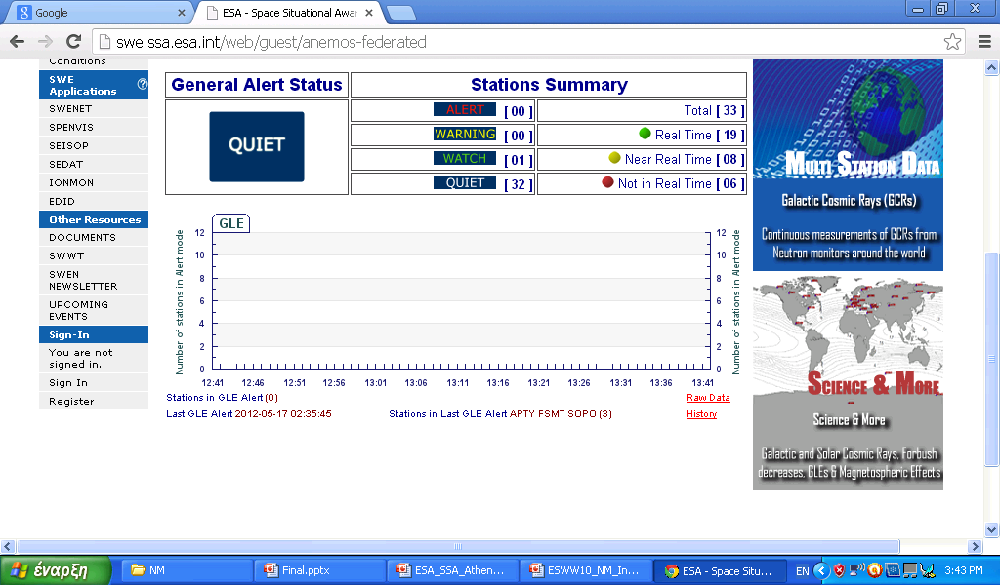 Google
ESA - Space Situational Awar
swe.ssa.esa.int/web/guest/anemos-federated
Conditions
SWE
Applications
SWENET
SPENVIS
SEISOP
SEDAT
IONMON
EDID
Other Resources
DOCUMENTS
SWWT
SWEN
NEWSLETTER
UPCOMING
EVENTS
Sign-In
You are not
signed in.
Sign In
Register
General Alert Status
Stations Summary
QUIET
ALERT [ 00 ]
Total [ 33 ]
WARNING [ 00 ]
Real Time [ 19 ]
WATCH [ 01 ]
Near Real Time [ 08 ]
QUIET [ 32 ]
Not in Real Time [ 06 ]
GLE
Number of stations in Alert mode
12
10
8
6
4
2
0
12
10
8
6
4
2
0
Number of stations in Alert mode
12:41 12:46 12:51 12:56 13:01 13:06 13:11 13:16 13:21 13:26 13:31 13:36 13:41
Stations in GLE Alert(0)
Raw Data
Last GLE Alert 2012-05-17 02:35:45
Stations in Last GLE Alert APTY FSMT SOPO (3)
History
Multi Station Data
Galactic Cosmic Rays (GCRs)
Continuous measurements of GCRs from
Neutron monitors around the world
Science & More
Science & More
Galactic and Solar Cosmic Rays, Forbush
decreases, GLEs & Magnetospheric Effects
έναρξη
NM
Final.pptx
ESA_SSA_Athen...
ESWW10_NM_In...
ESA - Space Situ...
EN
3:43 PM